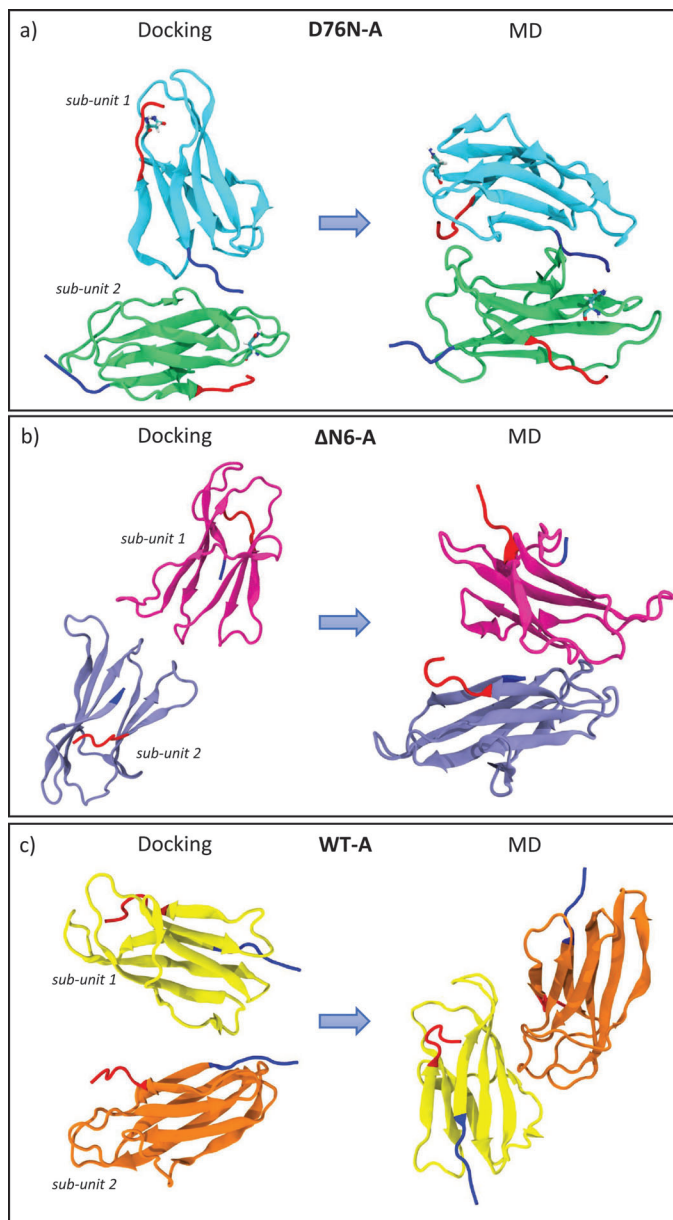 a) Docking D76N-A MD
sub-unit 1
sub-unit 2
b) Docking ΔN6-A MD
sub-unit 1
sub-unit 2
c) Docking WT-A MD
sub-unit 1
sub-unit 2